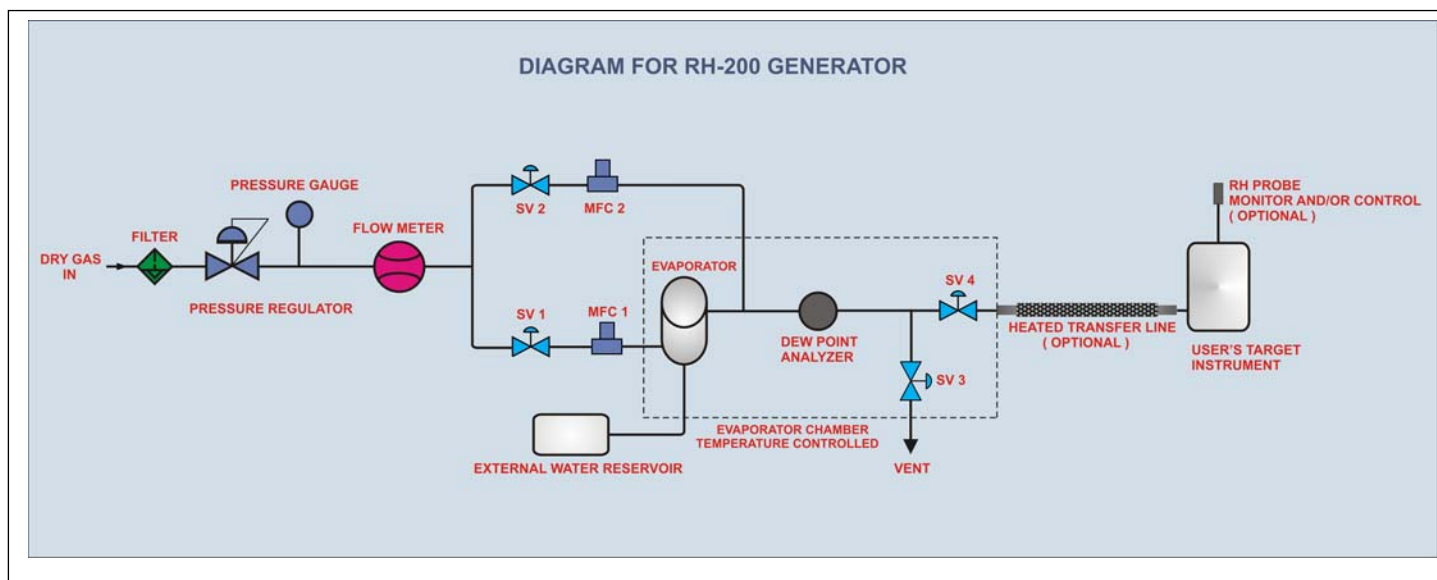 DIAGRAM FOR RH-200 GENERATOR
PRESSURE GAUGE
FILTER
DRY GAS
IN
PRESSURE REGULATOR
FLOW METER
SV 2
MFC 2
SV 1
MFC 1
EVAPORATOR
EXTERNAL WATER RESERVOIR
DEW POINT
ANALYZER
SV 4
SV 3
EVAPORATOR CHAMBER
TEMPERATURE CONTROLLED
VENT
HEATED TRANSFER LINE
( OPTIONAL )
RH PROBE
MONITOR AND/OR CONTROL
( OPTIONAL )
USER'S TARGET
INSTRUMENT